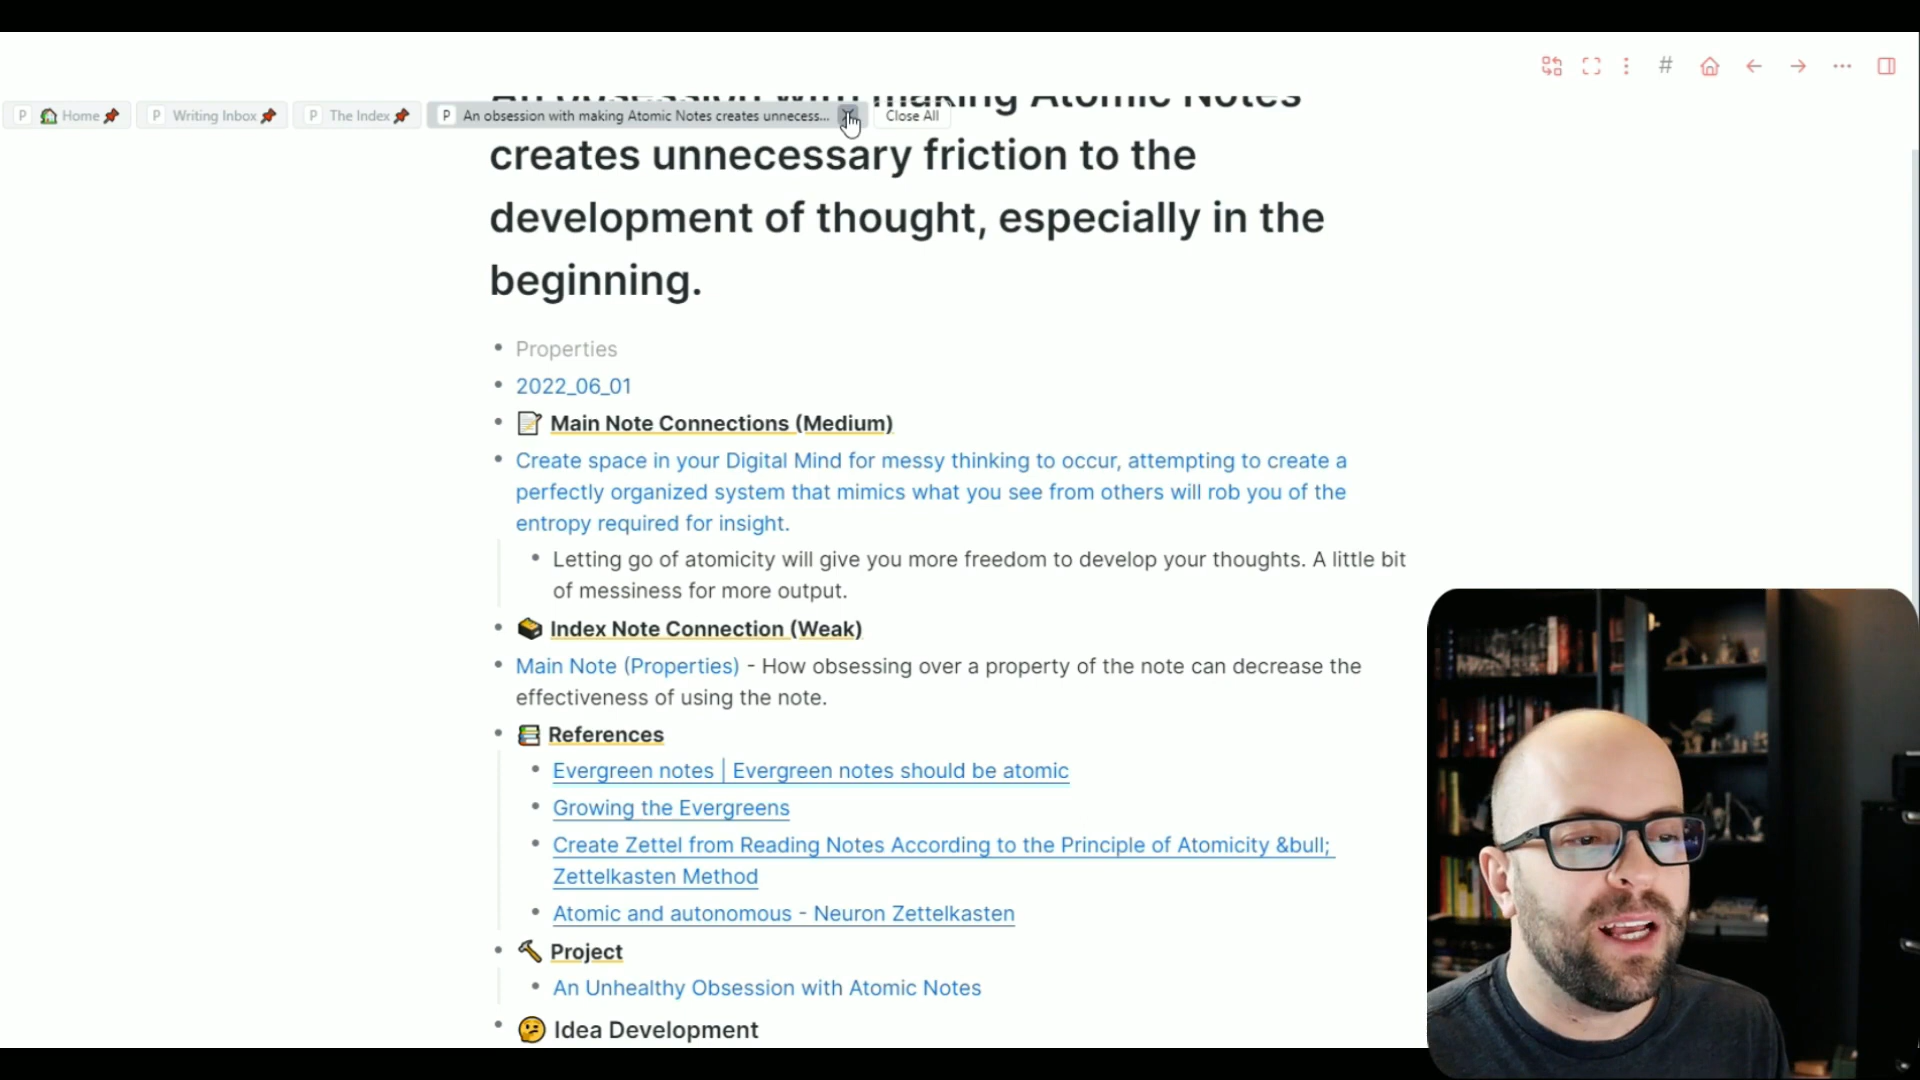 An obsession with making Atomic Notes
P Home P Writing Inbox P The Index P An obsession with making Atomic Notes creates unnecess... Close All
creates unnecessary friction to the
development of thought, especially in the
beginning.
Properties
2022_06_01
Main Note Connections (Medium)
Create space in your Digital Mind for messy thinking to occur, attempting to create a
perfectly organized system that mimics what you see from others will rob you of the
entropy required for insight.
Letting go of atomicity will give you more freedom to develop your thoughts. A little bit
of messiness for more output.
Index Note Connection (Weak)
Main Note (Properties) - How obsessing over a property of the note can decrease the
effectiveness of using the note.
References
Evergreen notes | Evergreen notes should be atomic
Growing the Evergreens
Create Zettel from Reading Notes According to the Principle of Atomicity &bull;
Zettelkasten Method
Atomic and autonomous - Neuron Zettelkasten
Project
An Unhealthy Obsession with Atomic Notes
Idea Development